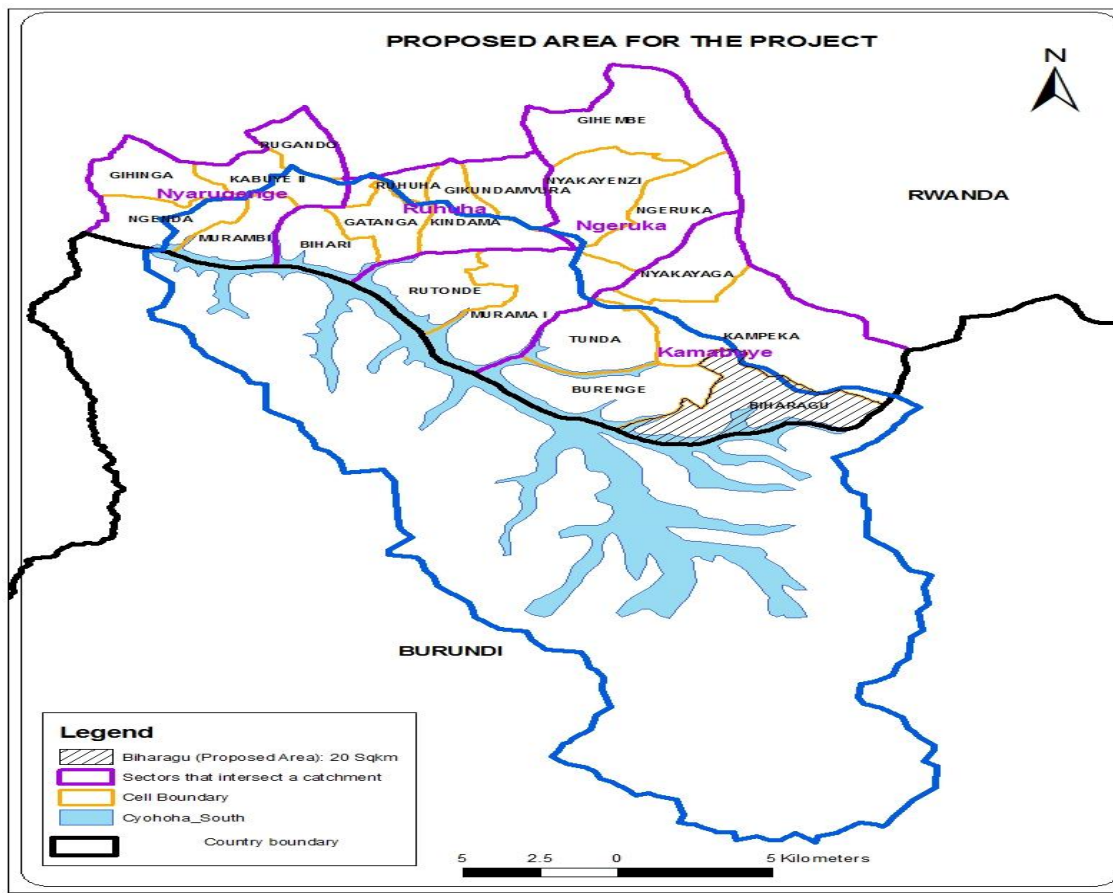 PROPOSED AREA FOR THE PROJECT
N
GIHEMBE
RUGANDO
GIHINGA
KABUYE II
Nyarugenge
RUHUHA
GIKUNDAMVURA
NYAKAYENZI
RWANDA
NGENDA
GATANGA
Ruhuha
KINDAMA
NGERUKA
Ngeruka
MURAMBI
BIHARI
NYAKAYAGA
RUTONDE
MURAMA I
TUNDA
KAMPEKA
Kamabuye
BURENGE
BIHARAGU
BURUNDI
Legend
Biharagu (Proposed Area): 20 Sqkm
Sectors that intersect a catchment
Cell Boundary
Cyohoha_South
Country boundary
5 2.5 0 5 Kilometers